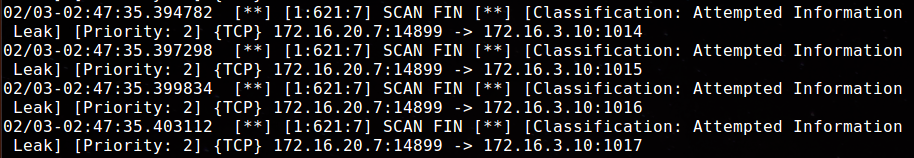 02/03-02:47:35.394782  [**] [1:621:7] SCAN FIN [**] [Classification: Attempted Information
Leak] [Priority: 2] {TCP} 172.16.20.7:14899 -> 172.16.3.10:1014
02/03-02:47:35.397298  [**] [1:621:7] SCAN FIN [**] [Classification: Attempted Information
Leak] [Priority: 2] {TCP} 172.16.20.7:14899 -> 172.16.3.10:1015
02/03-02:47:35.399834  [**] [1:621:7] SCAN FIN [**] [Classification: Attempted Information
Leak] [Priority: 2] {TCP} 172.16.20.7:14899 -> 172.16.3.10:1016
02/03-02:47:35.403112  [**] [1:621:7] SCAN FIN [**] [Classification: Attempted Information
Leak] [Priority: 2] {TCP} 172.16.20.7:14899 -> 172.16.3.10:1017